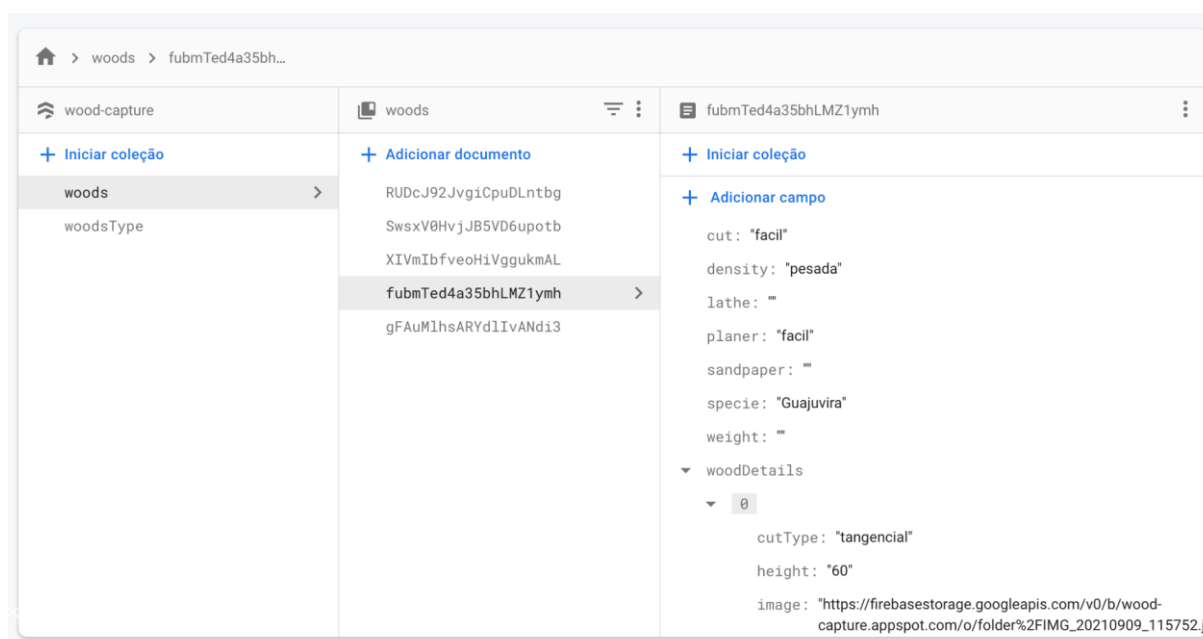 woods > fubmTed4a35bh…
wood-capture
Iniciar coleção
woods
woodsType
woods
Adicionar documento
RUDcJ92JvgiCpuDLntbg
SwsxV0HvjJB5VD6upotb
XIVmIbfveoHiVggukmAL
fubmTed4a35bhLMZ1ymh
gFAuMlhsARYdlIvANdi3
fubmTed4a35bhLMZ1ymh
Iniciar coleção
Adicionar campo
cut: "facil"
density: "pesada"
lathe: ""
planer: "facil"
sandpaper: ""
specie: "Guajuvira"
weight: ""
woodDetails
0
cutType: "tangencial"
height: "60"
image: "https://firebasestorage.googleapis.com/v0/b/wood-
capture.appspot.com/o/folder%2FIMG_20210909_115752.